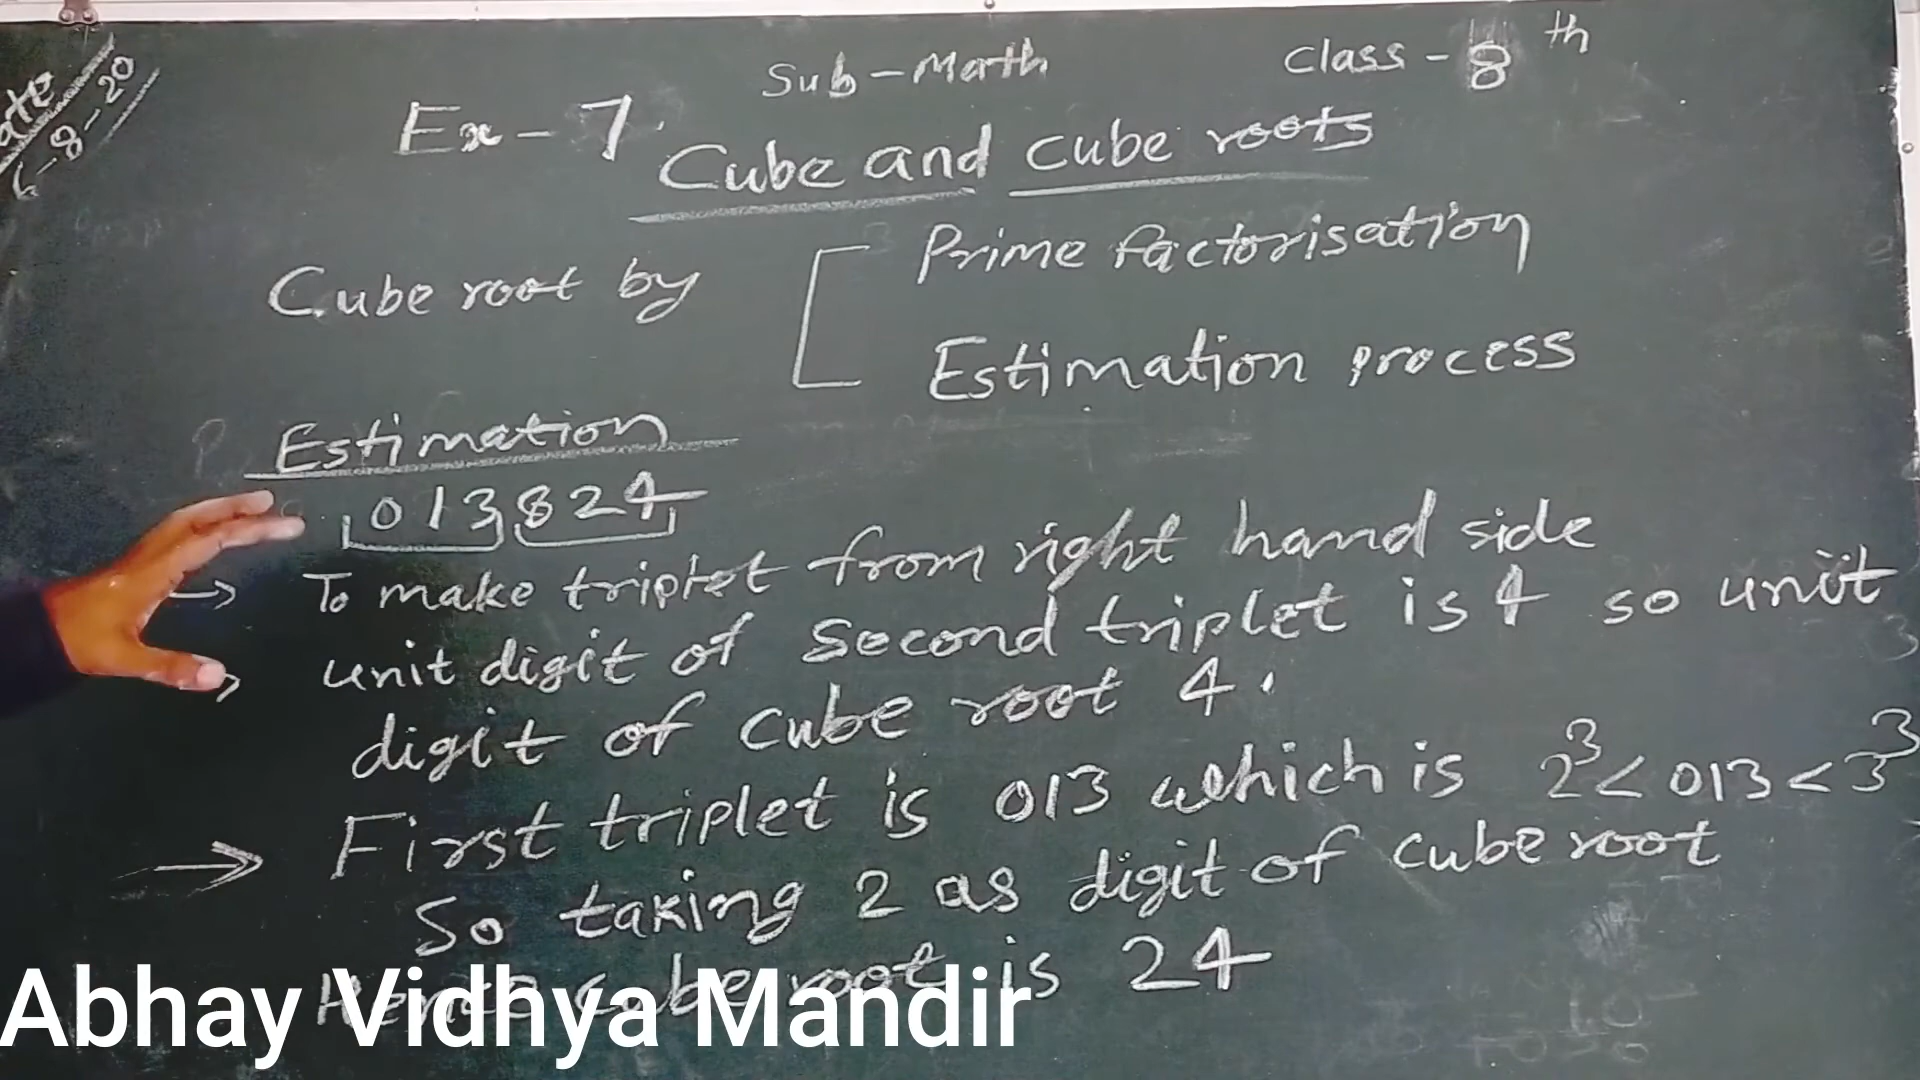 Sub - Math Class - 8th
ate
6-8-20
Ex - 7. Cube and cube roots
Cube root by
Prime factorisation
Estimation process
Estimation
013824
→ To make triplet from right hand side
→ unit digit of Second triplet is 4 so uniit
digit of cube root 4.
→ First triplet is 013 which is 2³ < 013 < 3³
So taking 2 as digit of cube root
Hence cube root is 24
Abhay Vidhya Mandir